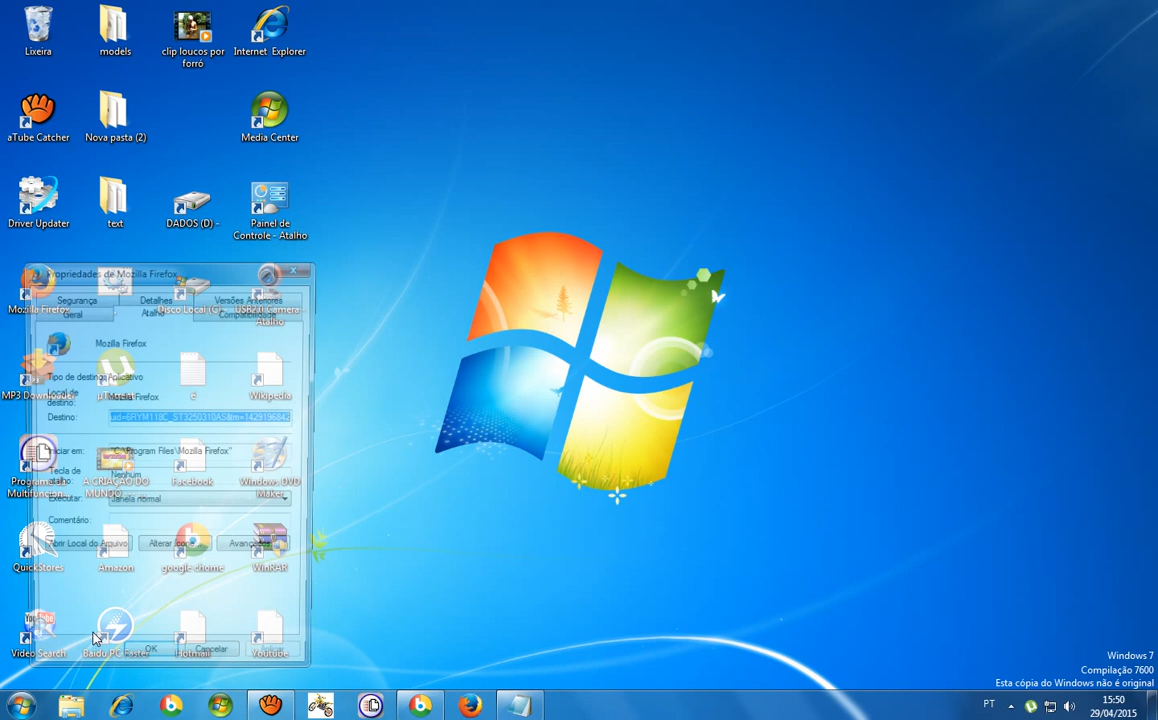 Lixeira
models
clip loucos por
forró
Internet Explorer
aTube Catcher
Nova pasta (2)
Media Center
Driver Updater
text
DADOS (D) -
Painel de
Controle - Atalho
Propriedades de Mozilla Firefox
Segurança
Detalhes
Versões Anteriores
Geral
Atalho
Compatibilidade
Mozilla Firefox
Disco Local (C) -
USB2.0 Camera
Atalho
Mozilla Firefox
Tipo de destino:
Aplicativo
MP3 Downloader
e
Wikipedia
Local de
destino:
Mozilla Firefox
Destino:
uid=6RYM118C_ST3250310AS&tm=1429196842
Iniciar em:
"C:\Program Files\Mozilla Firefox"
Tecla de
atalho:
Nenhum
A CRIAÇÃO DO
MUNDO
Facebook
Windows DVD
Maker
Executar:
Janela normal
Comentário:
Abrir Local do Arquivo
Alterar Ícone...
Avançados...
QuickStores
Amazon
google chome
WinRAR
OK
Cancelar
Video Search
Baidu PC Faster
Hotmail
Youtube
Windows 7
Compilação 7600
Esta cópia do Windows não é original
PT
15:50
29/04/2015